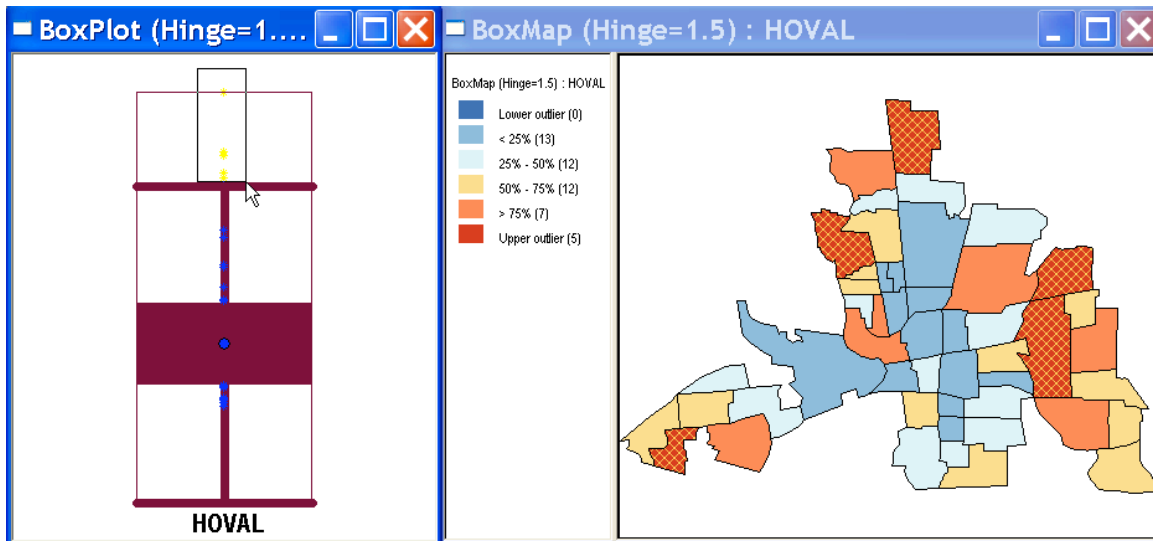 BoxPlot (Hinge=1....
HOVAL
BoxMap (Hinge=1.5) : HOVAL
BoxMap (Hinge=1.5) : HOVAL
Lower outlier (0)
< 25% (13)
25% - 50% (12)
50% - 75% (12)
> 75% (7)
Upper outlier (5)